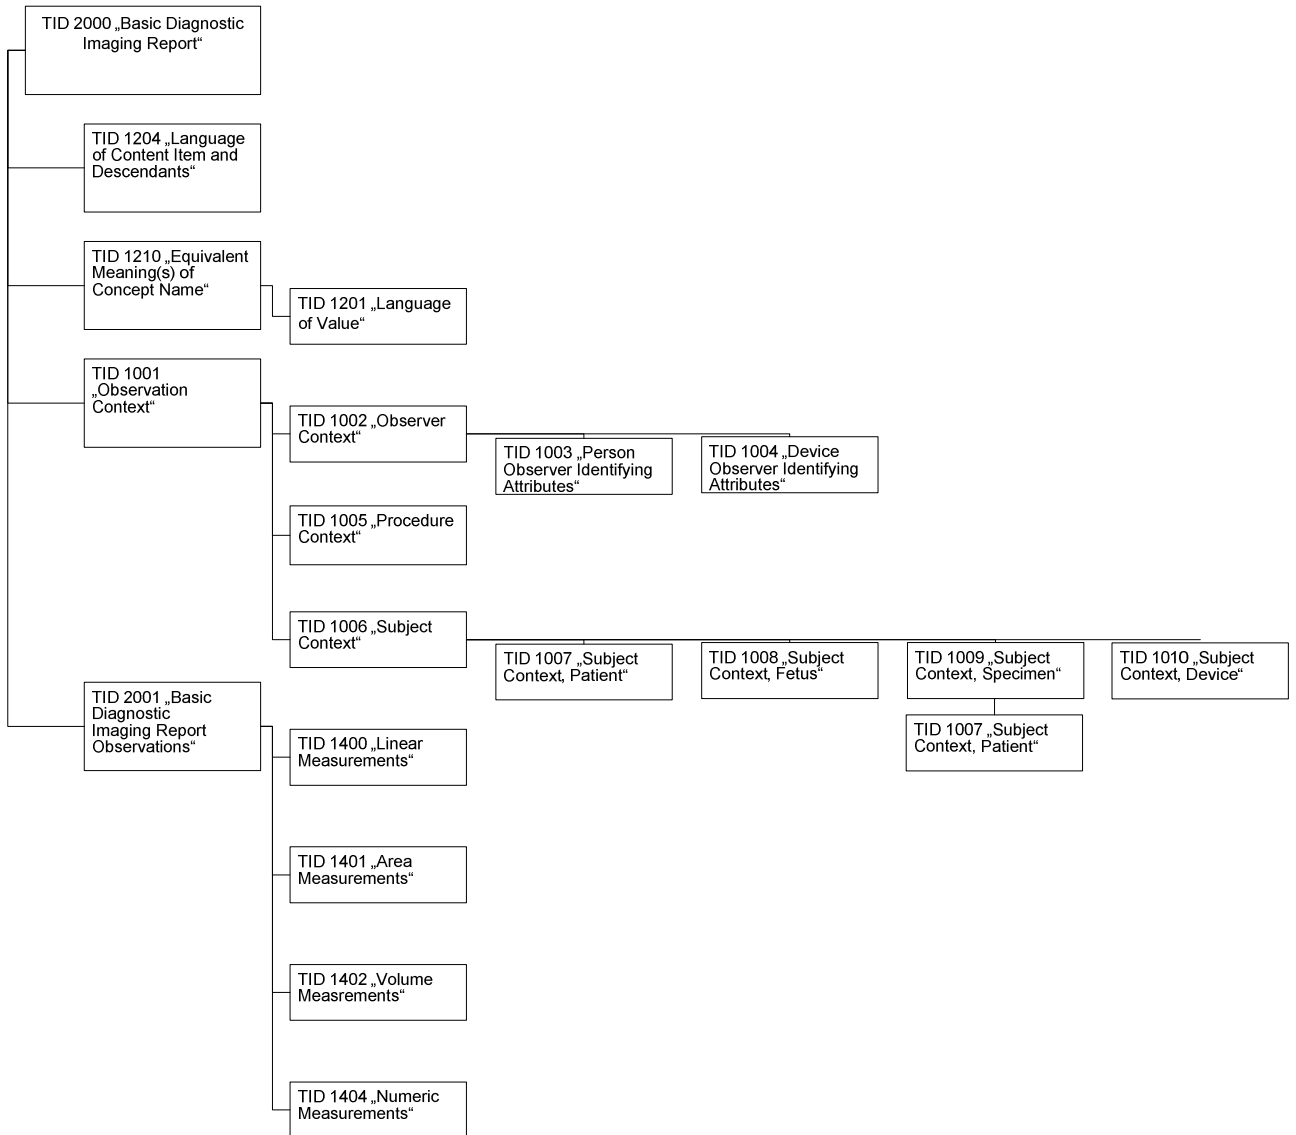 TID 2000 „Basic Diagnostic
Imaging Report“
TID 1204 „Language
of Content Item and
Descendants“
TID 1210 „Equivalent
Meaning(s) of
Concept Name“
TID 1201 „Language
of Value“
TID 1001
„Observation
Context“
TID 1002 „Observer
Context“
TID 1003 „Person
Observer Identifying
Attributes“
TID 1004 „Device
Observer Identifying
Attributes“
TID 1005 „Procedure
Context“
TID 1006 „Subject
Context“
TID 1007 „Subject
Context, Patient“
TID 1008 „Subject
Context, Fetus“
TID 1009 „Subject
Context, Specimen“
TID 1010 „Subject
Context, Device“
TID 1007 „Subject
Context, Patient“
TID 2001 „Basic
Diagnostic
Imaging Report
Observations“
TID 1400 „Linear
Measurements“
TID 1401 „Area
Measurements“
TID 1402 „Volume
Measrements“
TID 1404 „Numeric
Measurements“